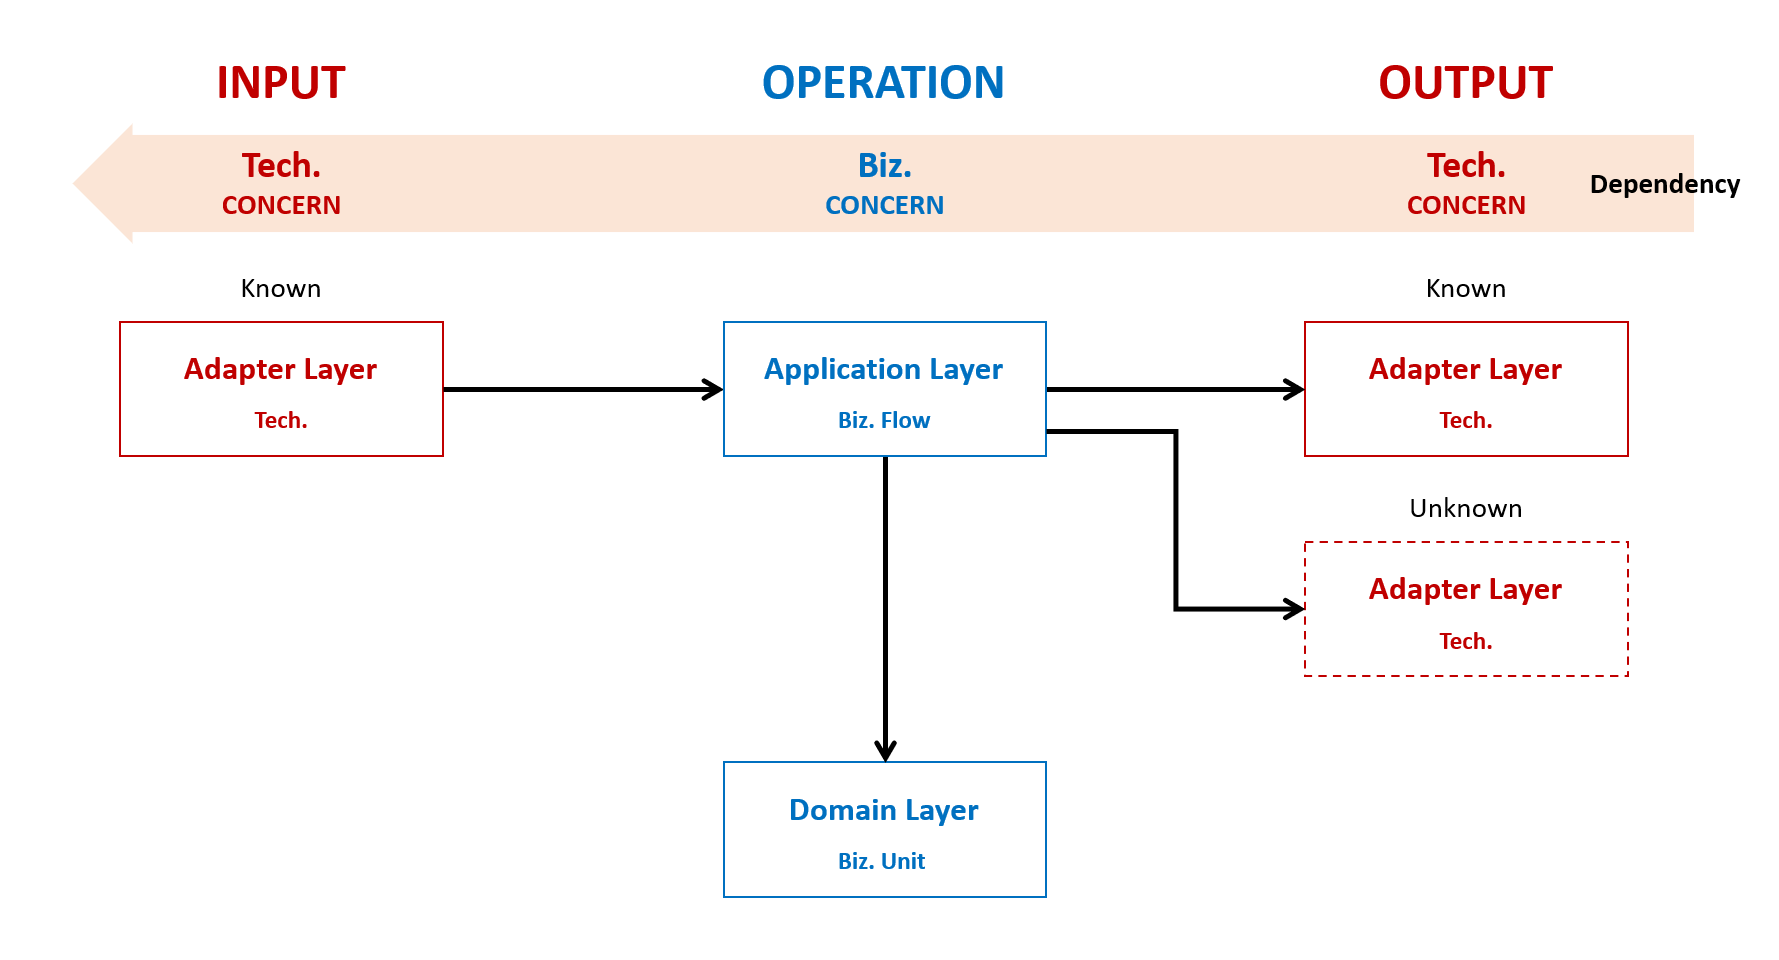 INPUT
OPERATION
OUTPUT
Tech.
CONCERN
Biz.
CONCERN
Tech.
CONCERN
Dependency
Known
Known
Adapter Layer
Tech.
Application Layer
Biz. Flow
Adapter Layer
Tech.
Unknown
Adapter Layer
Tech.
Domain Layer
Biz. Unit